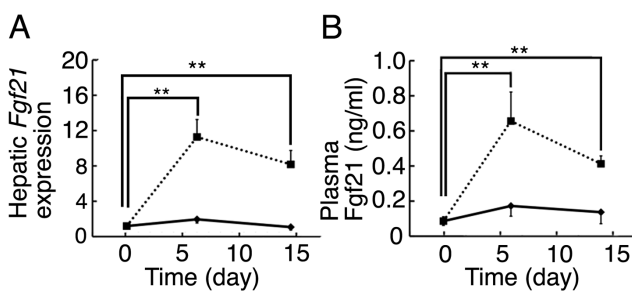 A
Hepatic Fgf21
expression
20
16
12
8
4
0
**
**
0 5 10 15
Time (day)
B
Plasma
Fgf21 (ng/ml)
1.0
0.8
0.6
0.4
0.2
0
**
**
0 5 10 15
Time (day)